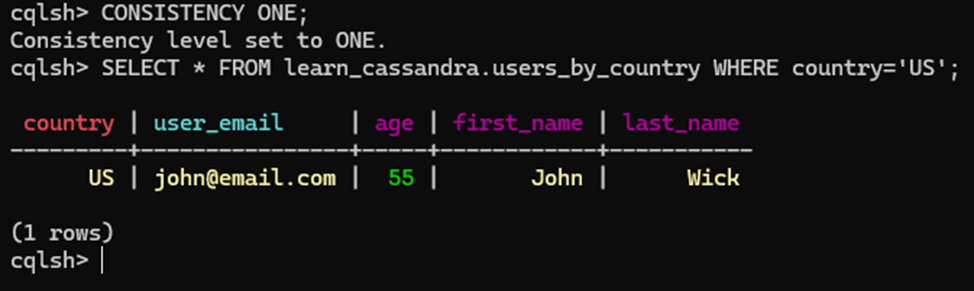 cqlsh> CONSISTENCY ONE;
Consistency level set to ONE.
cqlsh> SELECT * FROM learn_cassandra.users_by_country WHERE country='US';
 country | user_email     | age | first_name | last_name
---------+----------------+-----+------------+-----------
      US | john@email.com |  55 |       John |      Wick
(1 rows)
cqlsh>